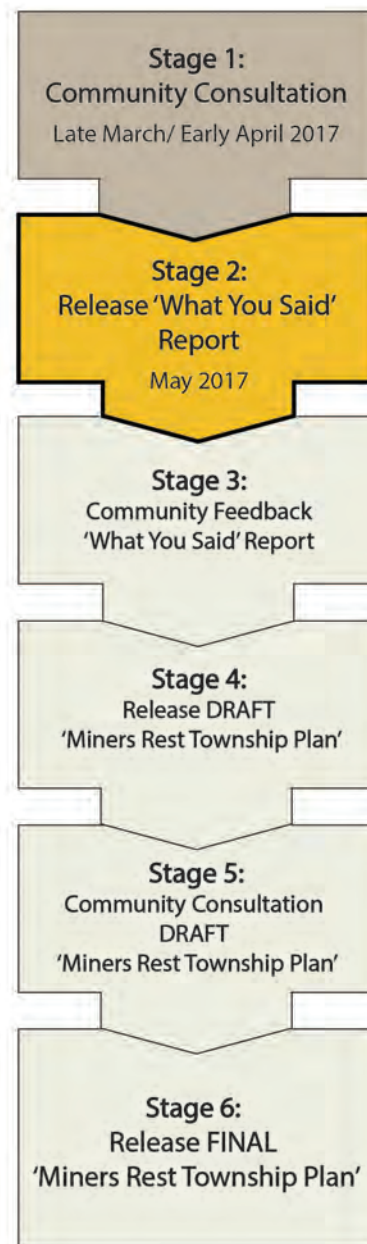 Stage 1:
Community Consultation
Late March/ Early April 2017
Stage 2:
Release 'What You Said'
Report
May 2017
Stage 3:
Community Feedback
'What You Said' Report
Stage 4:
Release DRAFT
'Miners Rest Township Plan'
Stage 5:
Community Consultation
DRAFT
'Miners Rest Township Plan'
Stage 6:
Release FINAL
'Miners Rest Township Plan'